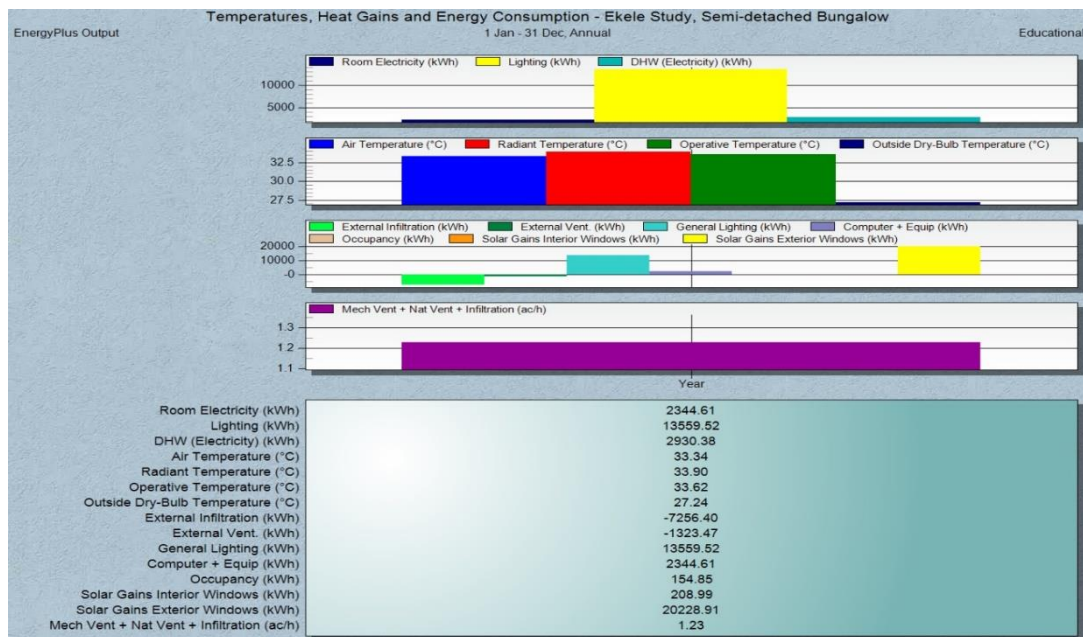 Temperatures, Heat Gains and Energy Consumption - Ekele Study, Semi-detached Bungalow
EnergyPlus Output 1 Jan - 31 Dec, Annual Educational
Room Electricity (kWh) Lighting (kWh) DHW (Electricity) (kWh)
10000
5000
Air Temperature (°C) Radiant Temperature (°C) Operative Temperature (°C) Outside Dry-Bulb Temperature (°C)
32.5
30.0
27.5
External Infiltration (kWh) External Vent. (kWh) General Lighting (kWh) Computer + Equip (kWh)
Occupancy (kWh) Solar Gains Interior Windows (kWh) Solar Gains Exterior Windows (kWh)
20000
10000
-0
Mech Vent + Nat Vent + Infiltration (ac/h)
1.3
1.2
1.1
Year
Room Electricity (kWh) 2344.61
Lighting (kWh) 13559.52
DHW (Electricity) (kWh) 2930.38
Air Temperature (°C) 33.34
Radiant Temperature (°C) 33.90
Operative Temperature (°C) 33.62
Outside Dry-Bulb Temperature (°C) 27.24
External Infiltration (kWh) -7256.40
External Vent. (kWh) -1323.47
General Lighting (kWh) 13559.52
Computer + Equip (kWh) 2344.61
Occupancy (kWh) 154.85
Solar Gains Interior Windows (kWh) 208.99
Solar Gains Exterior Windows (kWh) 20228.91
Mech Vent + Nat Vent + Infiltration (ac/h) 1.23